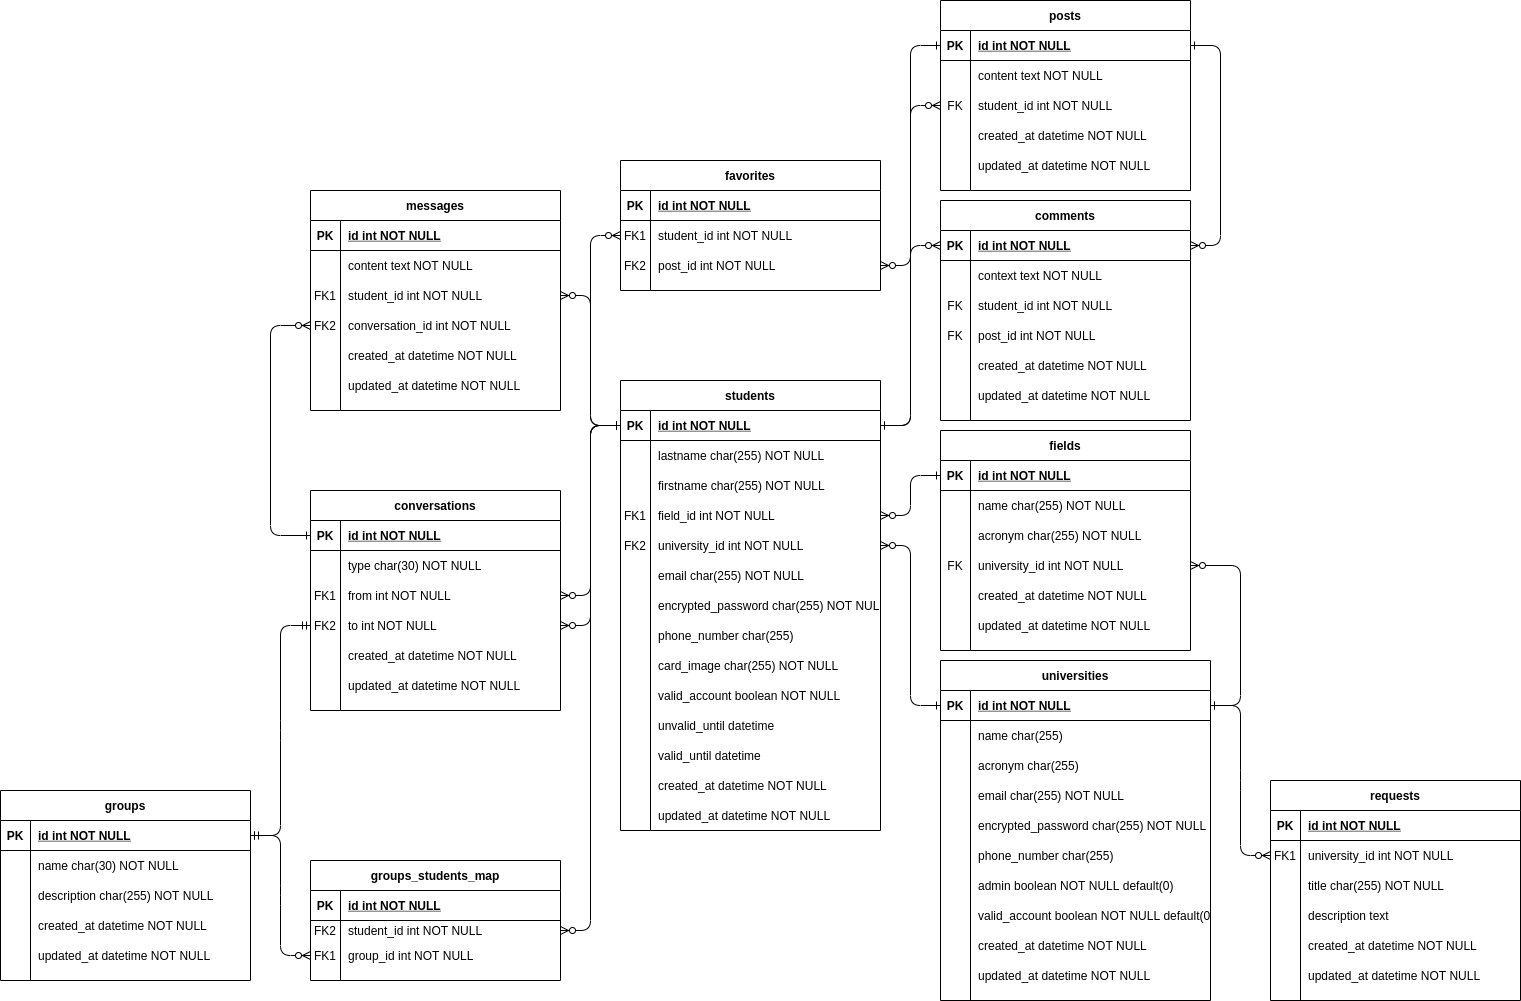 posts
PK id int NOT NULL
content text NOT NULL
FK student_id int NOT NULL
created_at datetime NOT NULL
updated_at datetime NOT NULL
favorites
PK id int NOT NULL
FK1 student_id int NOT NULL
FK2 post_id int NOT NULL
messages
PK id int NOT NULL
content text NOT NULL
FK1 student_id int NOT NULL
FK2 conversation_id int NOT NULL
created_at datetime NOT NULL
updated_at datetime NOT NULL
comments
PK id int NOT NULL
context text NOT NULL
FK student_id int NOT NULL
FK post_id int NOT NULL
created_at datetime NOT NULL
updated_at datetime NOT NULL
students
PK id int NOT NULL
lastname char(255) NOT NULL
firstname char(255) NOT NULL
FK1 field_id int NOT NULL
FK2 university_id int NOT NULL
email char(255) NOT NULL
encrypted_password char(255) NOT NUL
phone_number char(255)
card_image char(255) NOT NULL
valid_account boolean NOT NULL
unvalid_until datetime
valid_until datetime
created_at datetime NOT NULL
updated_at datetime NOT NULL
fields
PK id int NOT NULL
name char(255) NOT NULL
acronym char(255) NOT NULL
FK university_id int NOT NULL
created_at datetime NOT NULL
updated_at datetime NOT NULL
conversations
PK id int NOT NULL
type char(30) NOT NULL
FK1 from int NOT NULL
FK2 to int NOT NULL
created_at datetime NOT NULL
updated_at datetime NOT NULL
universities
PK id int NOT NULL
name char(255)
acronym char(255)
email char(255) NOT NULL
encrypted_password char(255) NOT NULL
phone_number char(255)
admin boolean NOT NULL default(0)
valid_account boolean NOT NULL default(0
created_at datetime NOT NULL
updated_at datetime NOT NULL
groups
PK id int NOT NULL
name char(30) NOT NULL
description char(255) NOT NULL
created_at datetime NOT NULL
updated_at datetime NOT NULL
groups_students_map
PK id int NOT NULL
FK2 student_id int NOT NULL
FK1 group_id int NOT NULL
requests
PK id int NOT NULL
FK1 university_id int NOT NULL
title char(255) NOT NULL
description text
created_at datetime NOT NULL
updated_at datetime NOT NULL